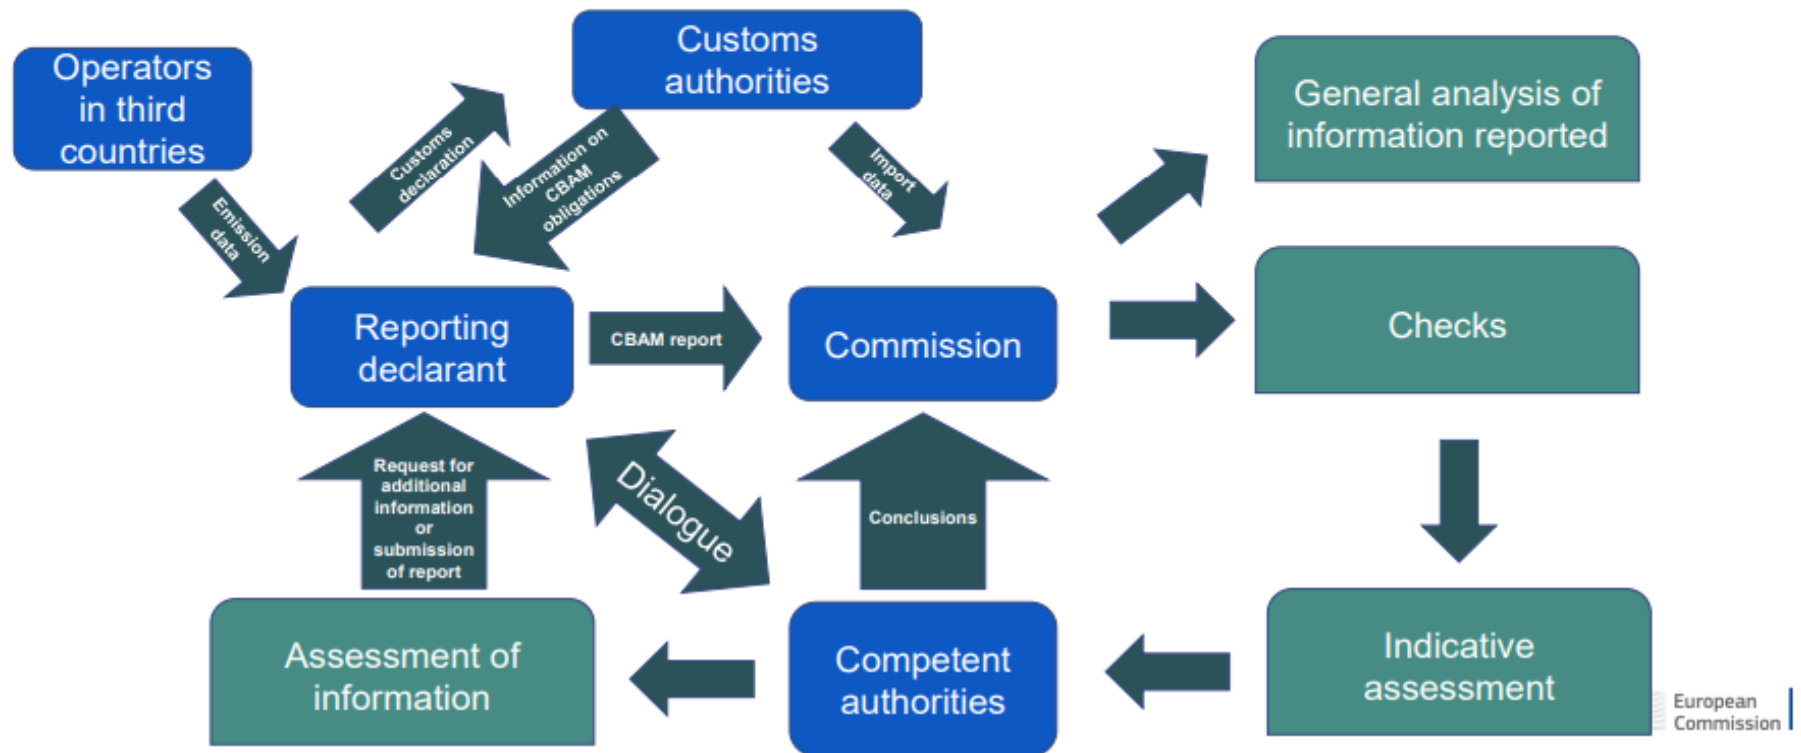 Operators
in third
countries
Customs
authorities
General analysis of
information reported
Customs
declaration
Information on
CBAM
obligations
Import
data
Emission
data
Reporting
declarant
CBAM report
Commission
Checks
Request for
additional
information
or
submission
of report
Dialogue
Conclusions
Assessment of
information
Competent
authorities
Indicative
assessment
European
Commission